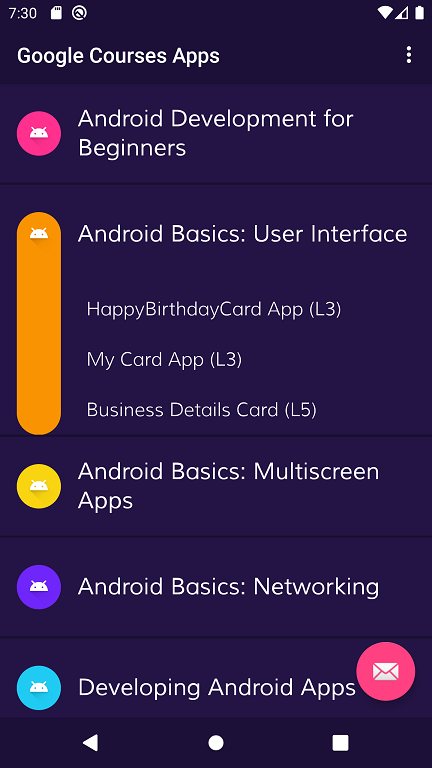 7:30
Google Courses Apps
Android Development for
Beginners
Android Basics: User Interface
HappyBirthdayCard App (L3)
My Card App (L3)
Business Details Card (L5)
Android Basics: Multiscreen
Apps
Android Basics: Networking
Developing Android Apps